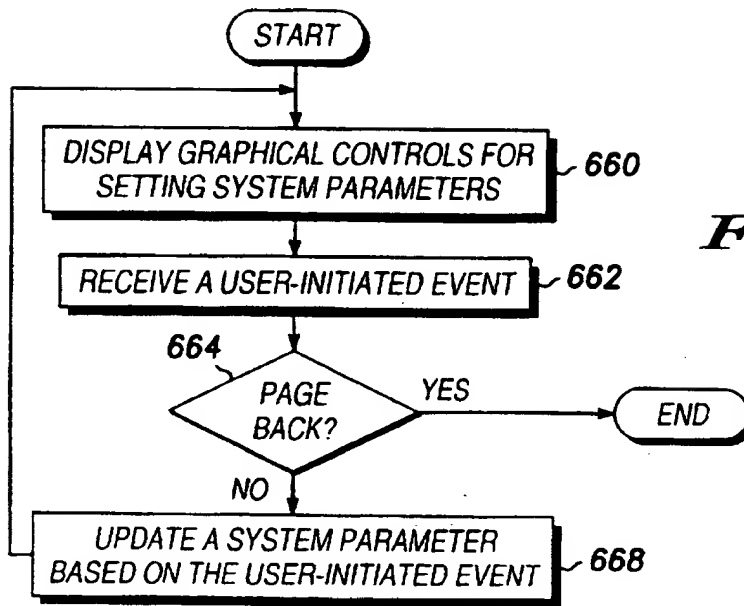 START
DISPLAY GRAPHICAL CONTROLS FOR
SETTING SYSTEM PARAMETERS
660
RECEIVE A USER-INITIATED EVENT
662
664
PAGE
BACK?
YES
END
NO
UPDATE A SYSTEM PARAMETER
BASED ON THE USER-INITIATED EVENT
668
F